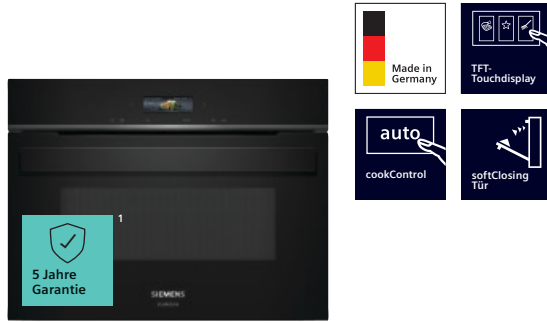 Made in
Germany
TFT-
Touchdisplay
auto
cookControl
softClosing
Tür
1
5 Jahre
Garantie
SIEMENS